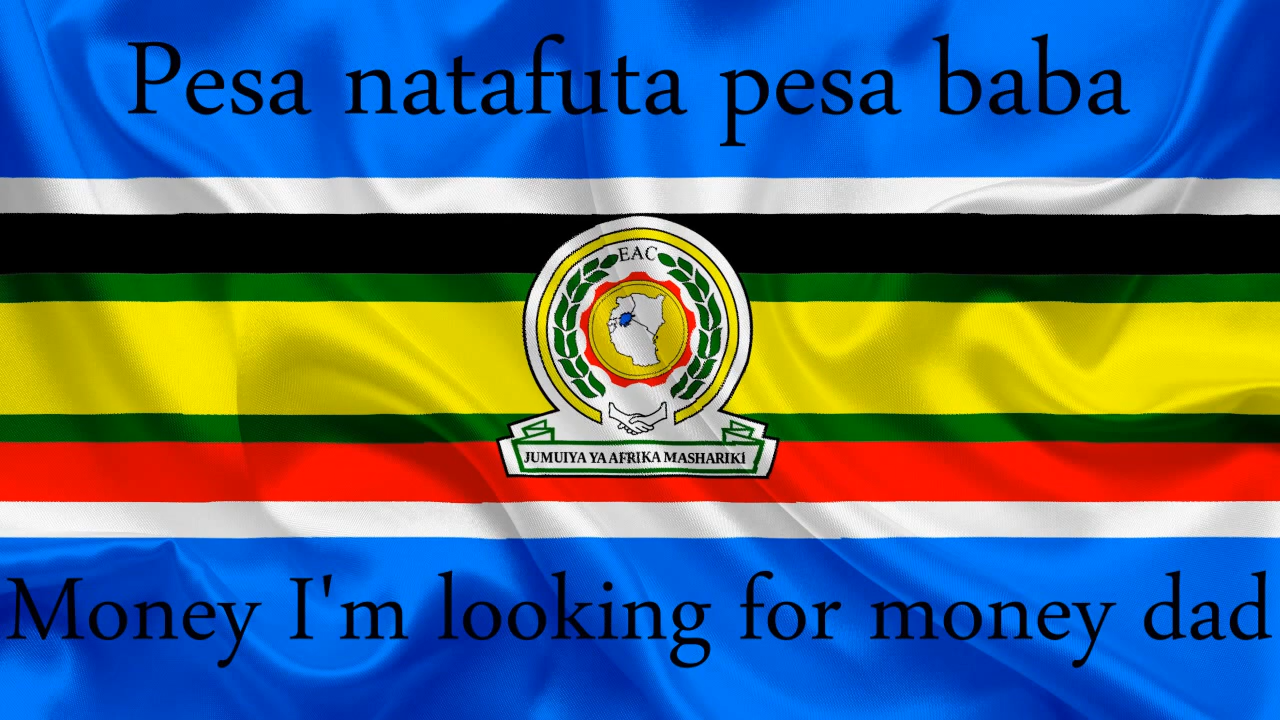 Pesa natafuta pesa baba
EAC
JUMUIYA YA AFRIKA MASHARIKI
Money I'm looking for money dad